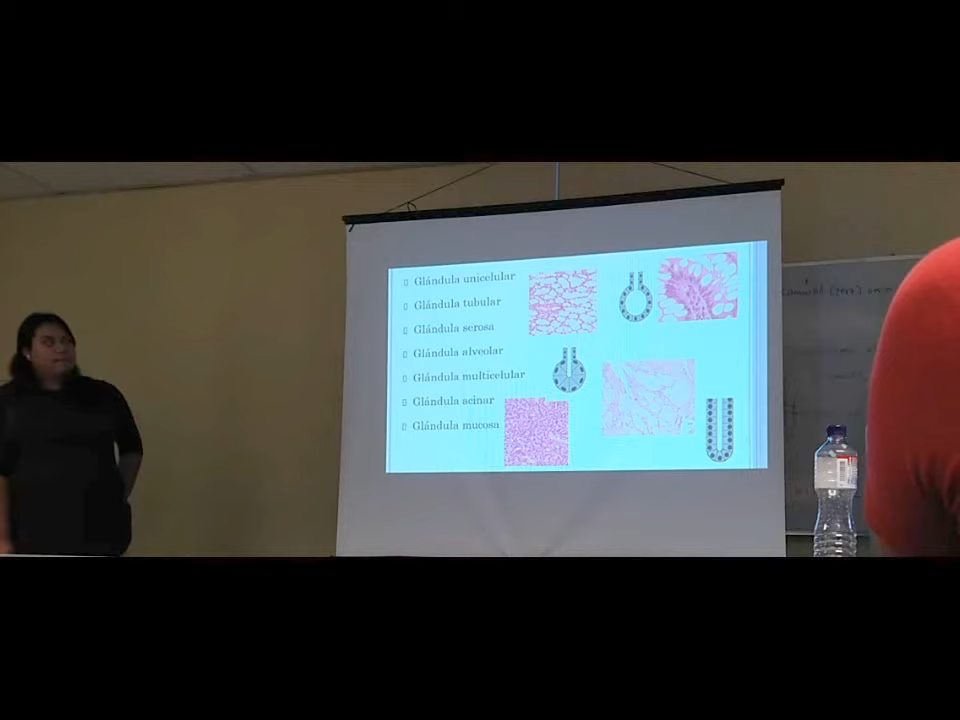 Glándula unicelular
Glándula tubular
Glándula serosa
Glándula alveolar
Glándula multicelular
Glándula acinar
Glándula mucosa